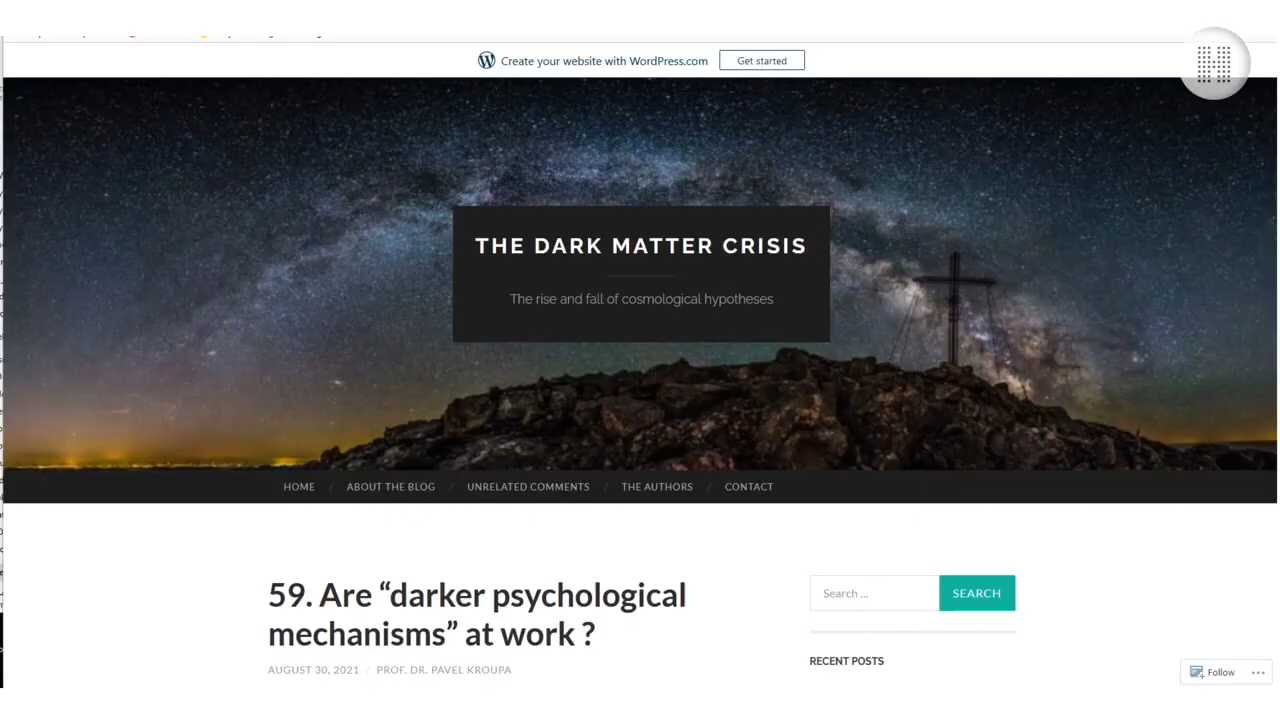 Create your website with WordPress.com
Get started
THE DARK MATTER CRISIS
The rise and fall of cosmological hypotheses
HOME / ABOUT THE BLOG / UNRELATED COMMENTS / THE AUTHORS / CONTACT
59. Are “darker psychological
mechanisms” at work ?
AUGUST 30, 2021 / PROF. DR. PAVEL KROUPA
Search ...
SEARCH
RECENT POSTS
Follow